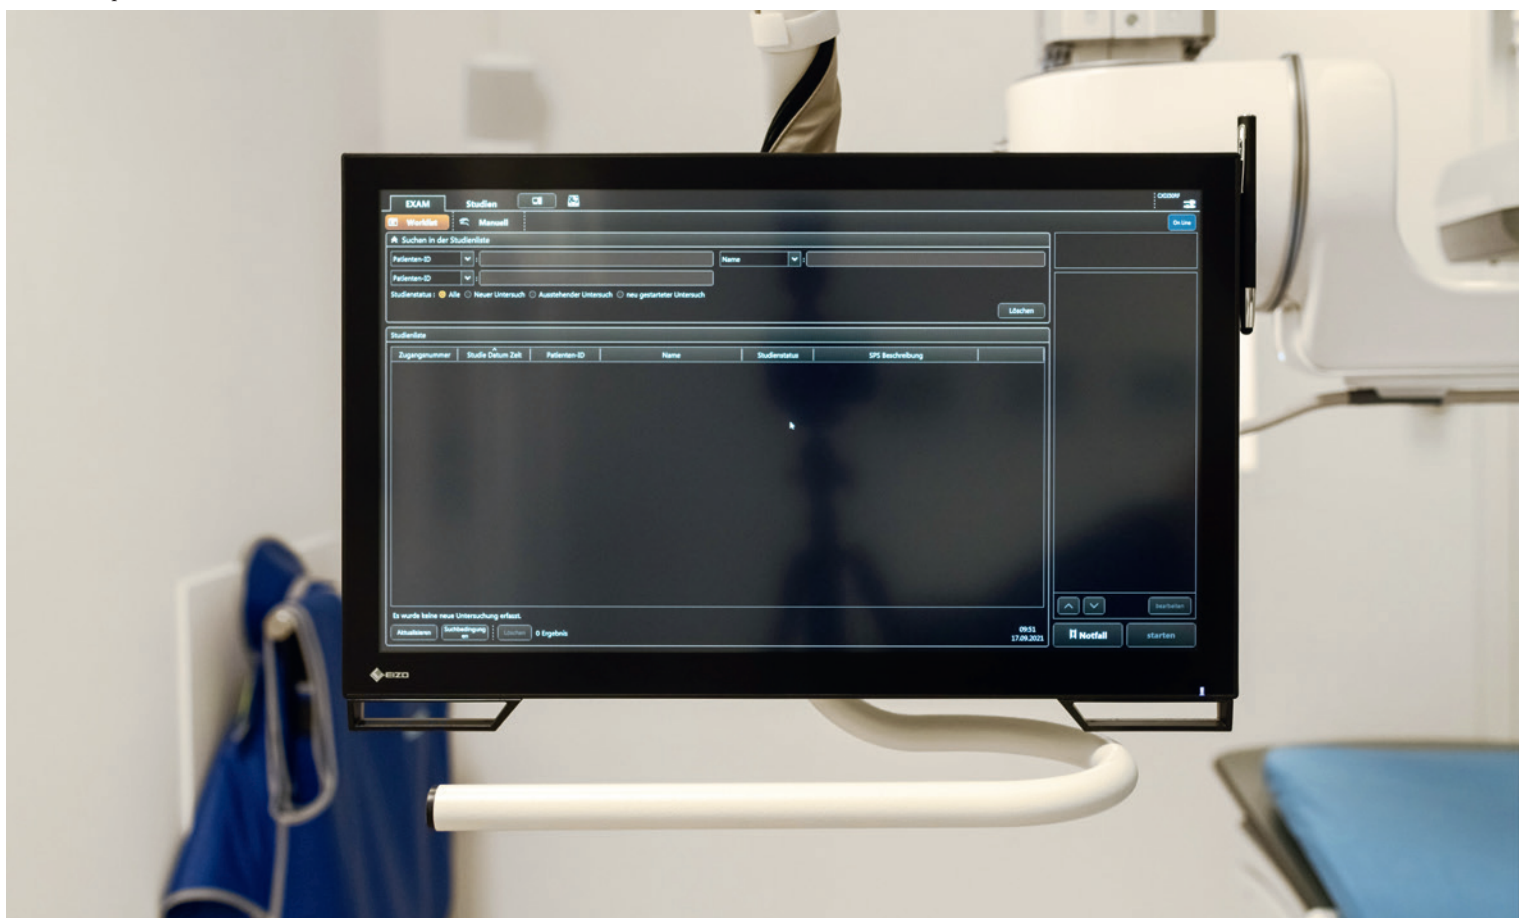 EXAM Studien
Worklist Manuell
On Line
Suchen in der Studienliste
Patienten-ID : Name :
Patienten-ID :
Studienstatus : Alle Neuer Untersuch Ausstehender Untersuch neu gestarteter Untersuch
Löschen
Studienliste
Zugangsnummer Studie Datum Zeit Patienten-ID Name Studienstatus SPS Beschreibung
Es wurde keine neue Untersuchung erfasst.
bearbeiten
Aktualisieren Suchbedingung en Löschen 0 Ergebnis
09:51
17.09.2021
Notfall starten
EIZO